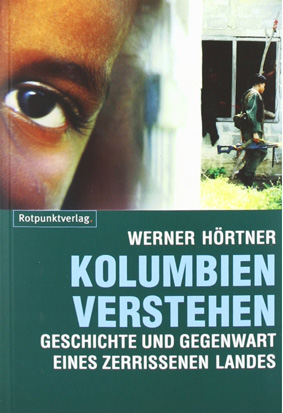 Rotpunktverlag.
WERNER HÖRTNER
KOLUMBIEN
VERSTEHEN
GESCHICHTE UND GEGENWART
EINES ZERRISSENEN LANDES